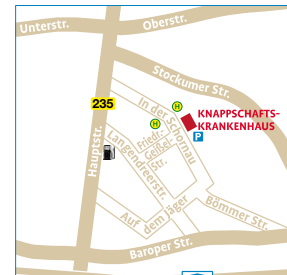 Unterstr.
Oberstr.
Stockumer Str.
235
In der Schornau
H
KNAPPSCHAFTS-
KRANKENHAUS
H
P
Hauptstr.
Langendreerstr.
Friedr.-
Geißer
Str.
Auf dem Jäger
Bömmer Str.
Baroper Str.